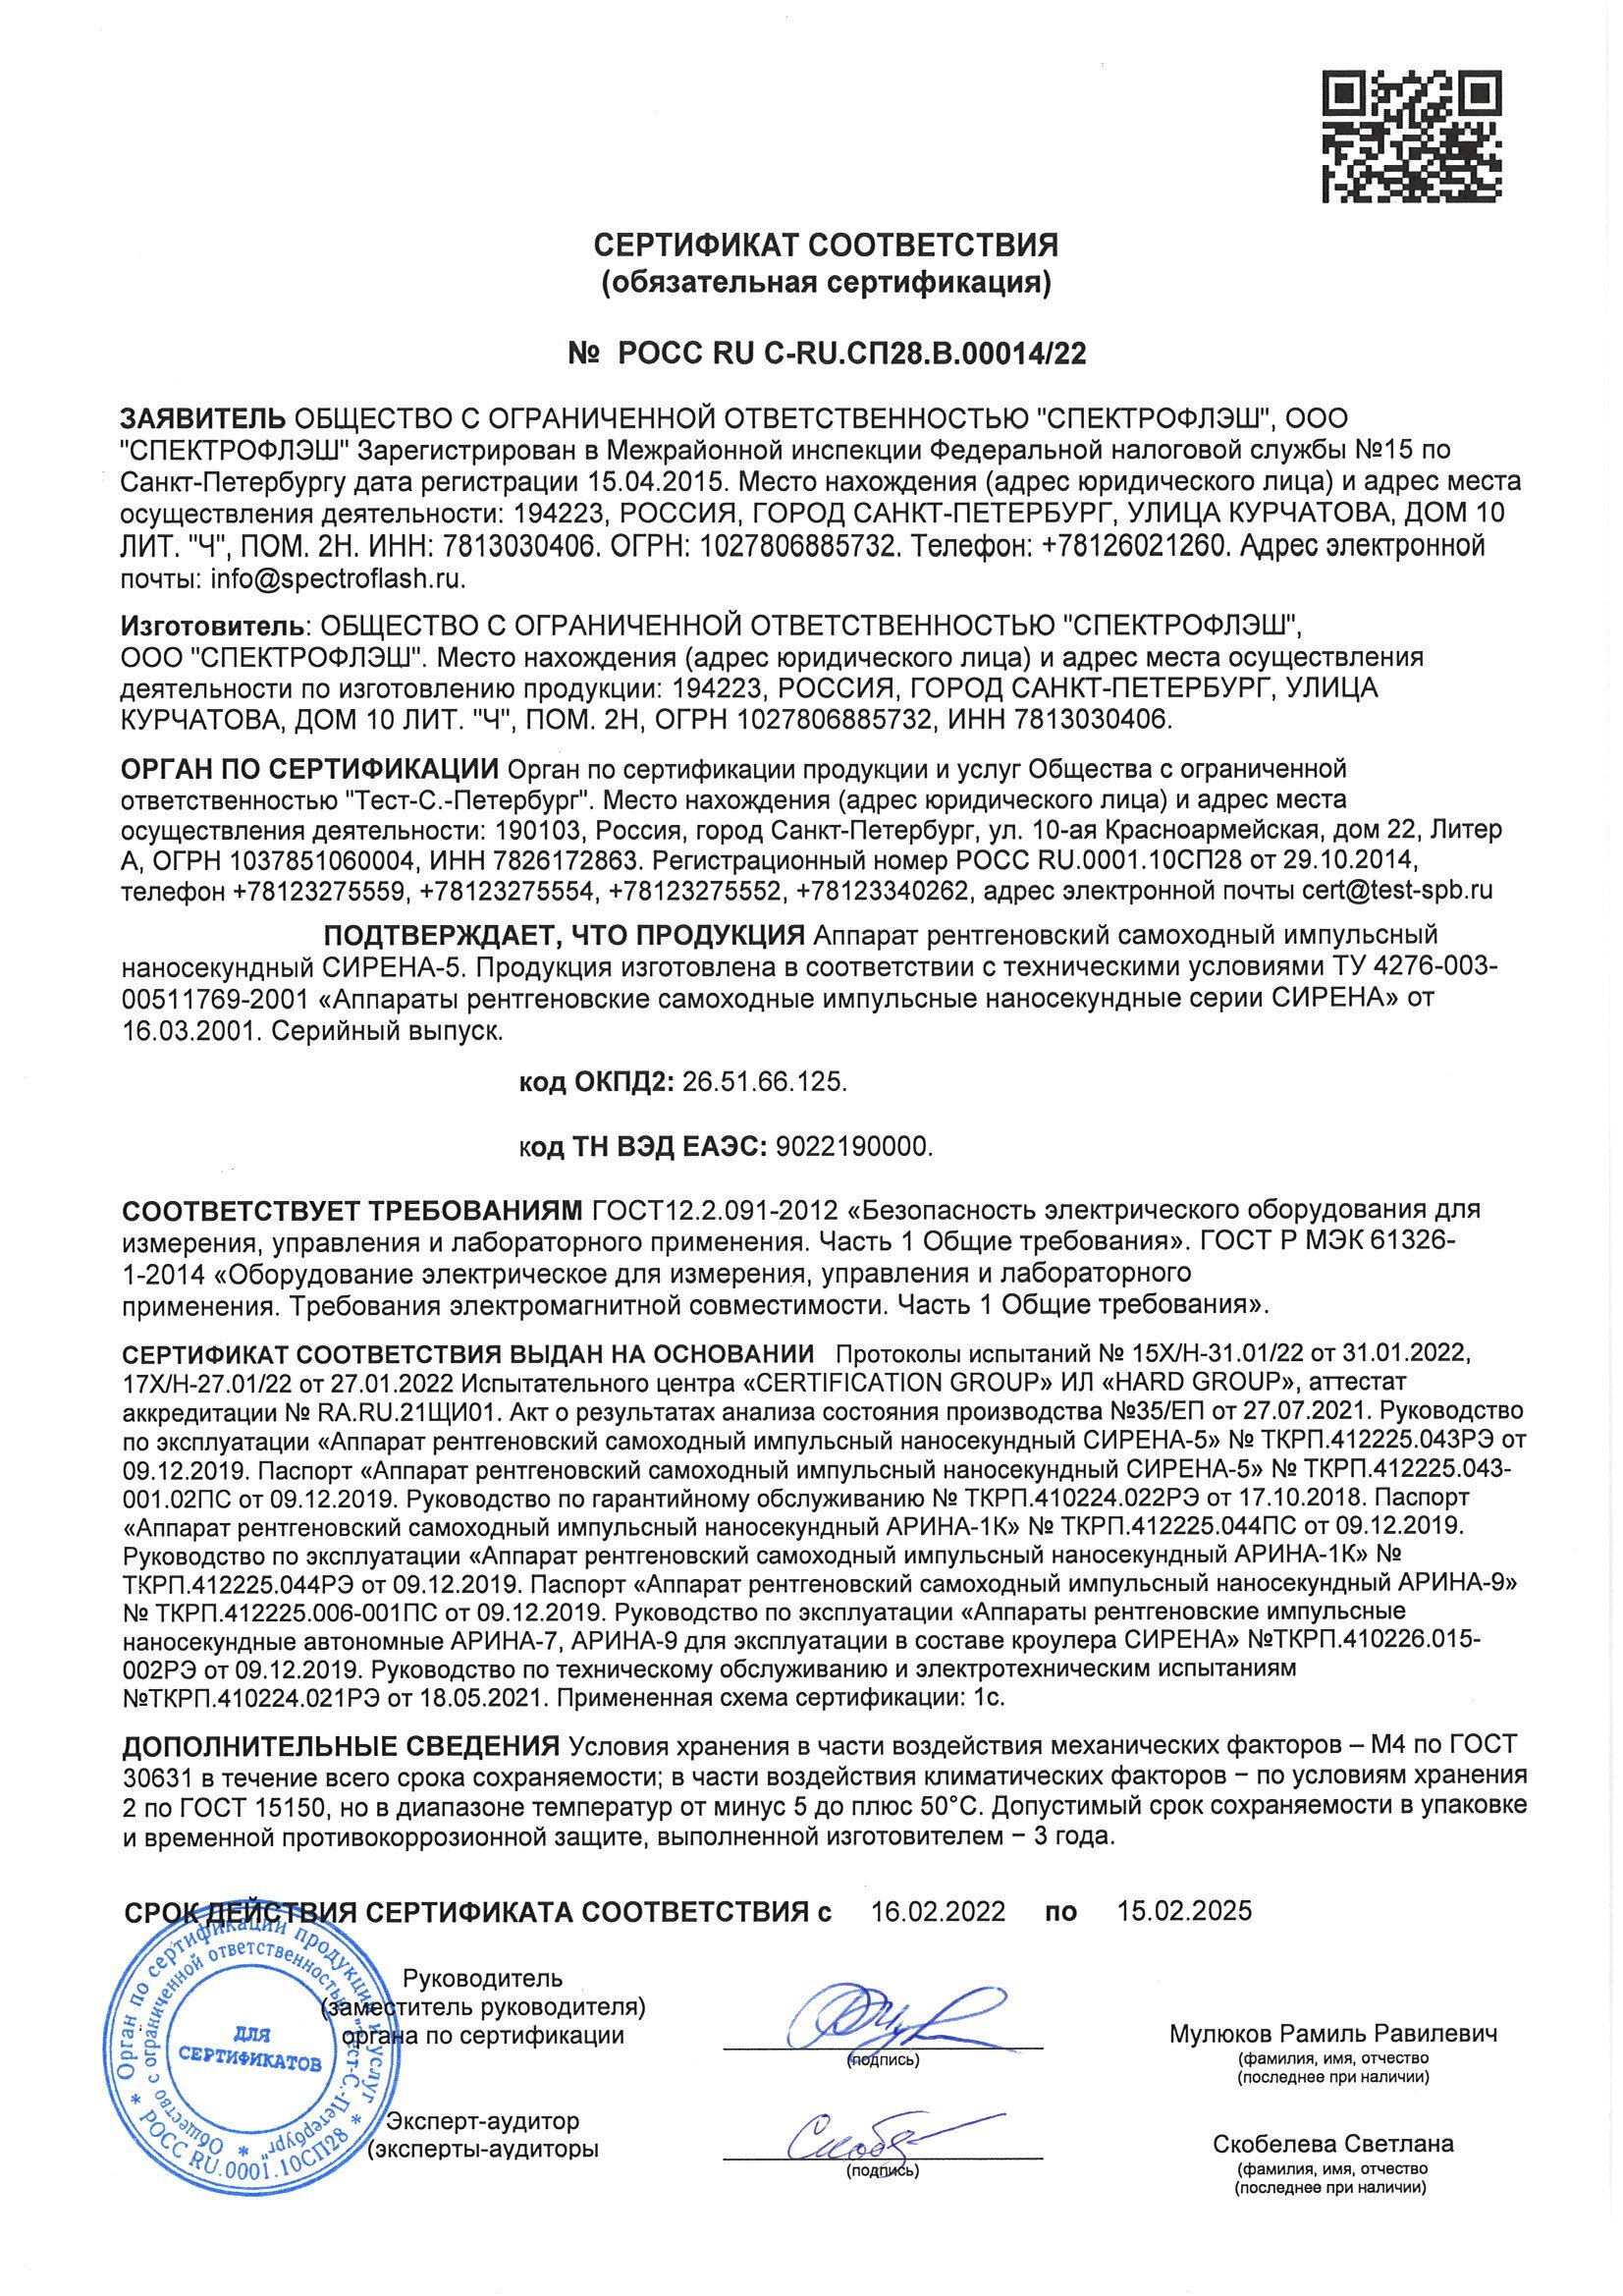 СЕРТИФИКАТ СООТВЕТСТВИЯ
(обязательная сертификация)
№ РОСС RU С-RU.СП28.В.00014/22
ЗАЯВИТЕЛЬ ОБЩЕСТВО С ОГРАНИЧЕННОЙ ОТВЕТСТВЕННОСТЬЮ "СПЕКТРОФЛЭШ", ООО
"СПЕКТРОФЛЭШ" Зарегистрирован в Межрайонной инспекции Федеральной налоговой службы №15 по
Санкт-Петербургу дата регистрации 15.04.2015. Место нахождения (адрес юридического лица) и адрес места
осуществления деятельности: 194223, РОССИЯ, ГОРОД САНКТ-ПЕТЕРБУРГ, УЛИЦА КУРЧАТОВА, ДОМ 10
ЛИТ. "Ч", ПОМ. 2Н. ИНН: 7813030406. ОГРН: 1027806885732. Телефон: +78126021260. Адрес электронной
почты: info@spectroflash.ru.
Изготовитель: ОБЩЕСТВО С ОГРАНИЧЕННОЙ ОТВЕТСТВЕННОСТЬЮ "СПЕКТРОФЛЭШ",
ООО "СПЕКТРОФЛЭШ". Место нахождения (адрес юридического лица) и адрес места осуществления
деятельности по изготовлению продукции: 194223, РОССИЯ, ГОРОД САНКТ-ПЕТЕРБУРГ, УЛИЦА
КУРЧАТОВА, ДОМ 10 ЛИТ. "Ч", ПОМ. 2Н, ОГРН 1027806885732, ИНН 7813030406.
ОРГАН ПО СЕРТИФИКАЦИИ Орган по сертификации продукции и услуг Общества с ограниченной
ответственностью "Тест-С.-Петербург". Место нахождения (адрес юридического лица) и адрес места
осуществления деятельности: 190103, Россия, город Санкт-Петербург, ул. 10-ая Красноармейская, дом 22, Литер
А, ОГРН 1037851060004, ИНН 7826172863. Регистрационный номер РОСС RU.0001.10СП28 от 29.10.2014,
телефон +78123275559, +78123275554, +78123275552, +78123340262, адрес электронной почты cert@test-spb.ru
ПОДТВЕРЖДАЕТ, ЧТО ПРОДУКЦИЯ Аппарат рентгеновский самоходный импульсный
наносекундный СИРЕНА-5. Продукция изготовлена в соответствии с техническими условиями ТУ 4276-003-
00511769-2001 «Аппараты рентгеновские самоходные импульсные наносекундные серии СИРЕНА» от
16.03.2001. Серийный выпуск.
код ОКПД2: 26.51.66.125.
код ТН ВЭД ЕАЭС: 9022190000.
СООТВЕТСТВУЕТ ТРЕБОВАНИЯМ ГОСТ12.2.091-2012 «Безопасность электрического оборудования для
измерения, управления и лабораторного применения. Часть 1 Общие требования». ГОСТ Р МЭК 61326-
1-2014 «Оборудование электрическое для измерения, управления и лабораторного
применения. Требования электромагнитной совместимости. Часть 1 Общие требования».
СЕРТИФИКАТ СООТВЕТСТВИЯ ВЫДАН НА ОСНОВАНИИ Протоколы испытаний № 15Х/Н-31.01/22 от 31.01.2022,
17Х/Н-27.01/22 от 27.01.2022 Испытательного центра «CERTIFICATION GROUP» ИЛ «HARD GROUP», аттестат
аккредитации № RA.RU.21ЩИ01. Акт о результатах анализа состояния производства №35/ЕП от 27.07.2021. Руководство
по эксплуатации «Аппарат рентгеновский самоходный импульсный наносекундный СИРЕНА-5» № ТКРП.412225.043РЭ от
09.12.2019. Паспорт «Аппарат рентгеновский самоходный импульсный наносекундный СИРЕНА-5» № ТКРП.412225.043-
001.02ПС от 09.12.2019. Руководство по гарантийному обслуживанию № ТКРП.410224.022РЭ от 17.10.2018. Паспорт
«Аппарат рентгеновский самоходный импульсный наносекундный АРИНА-1К» № ТКРП.412225.044ПС от 09.12.2019.
Руководство по эксплуатации «Аппарат рентгеновский самоходный импульсный наносекундный АРИНА-1К» №
ТКРП.412225.044РЭ от 09.12.2019. Паспорт «Аппарат рентгеновский самоходный импульсный наносекундный АРИНА-9»
№ ТКРП.412225.006-001ПС от 09.12.2019. Руководство по эксплуатации «Аппараты рентгеновские импульсные
наносекундные автономные АРИНА-7, АРИНА-9 для эксплуатации в составе кроулера СИРЕНА» №ТКРП.410226.015-
002РЭ от 09.12.2019. Руководство по техническому обслуживанию и электротехническим испытаниям
№ТКРП.410224.021РЭ от 18.05.2021. Примененная схема сертификации: 1с.
ДОПОЛНИТЕЛЬНЫЕ СВЕДЕНИЯ Условия хранения в части воздействия механических факторов – М4 по ГОСТ
30631 в течение всего срока сохраняемости; в части воздействия климатических факторов – по условиям хранения
2 по ГОСТ 15150, но в диапазоне температур от минус 5 до плюс 50°С. Допустимый срок сохраняемости в упаковке
и временной противокоррозионной защите, выполненной изготовителем – 3 года.
СРОК ДЕЙСТВИЯ СЕРТИФИКАТА СООТВЕТСТВИЯ с 16.02.2022 по 15.02.2025
Руководитель
(заместитель руководителя)
органа по сертификации
(подпись)
Мулюков Рамиль Равилевич
(фамилия, имя, отчество
(последнее при наличии)
Эксперт-аудитор
(эксперты-аудиторы
(подпись)
Скобелева Светлана
(фамилия, имя, отчество
(последнее при наличии)
Орган по сертификации продукции и услуг
* РОСС RU.0001.10СП28 *
Общество с ограниченной ответственностью "Тест-С.-Петербург" *
ДЛЯ
СЕРТИФИКАТОВ